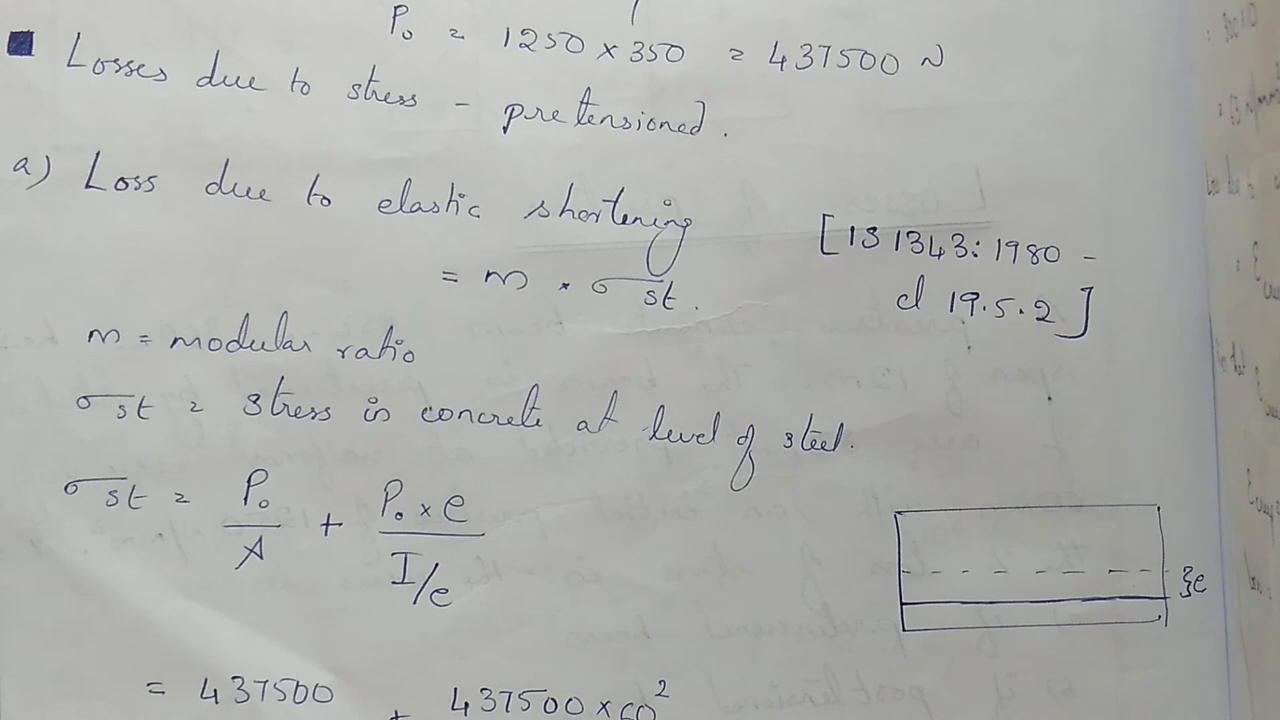 P₀ = 1250 × 350 = 437500 N
■ Losses due to stress - pretensioned.
a) Loss due to elastic shortening
= m × σst. [IS 1343:1980 - cl 19.5.2]
m = modular ratio
σst = stress in concrete at level of steel.
σst = P₀/A + P₀ × e / I/e
}e
= 437500 + 437500 × 60²